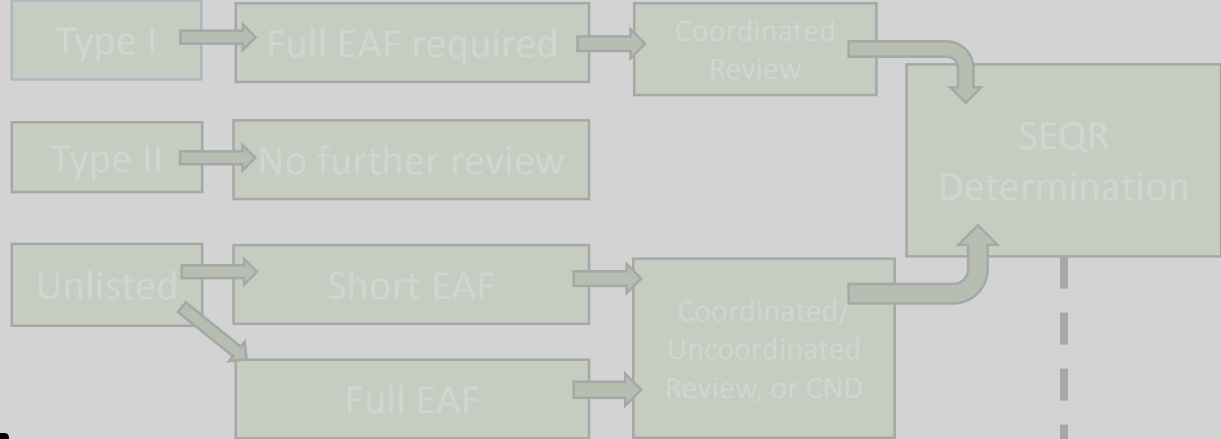 Type I
Full EAF required
Coordinated
Review
SEQR
Determination
Type II
No further review
Unlisted
Short EAF
Coordinated/
Uncoordinated
Review, or CND
Full EAF